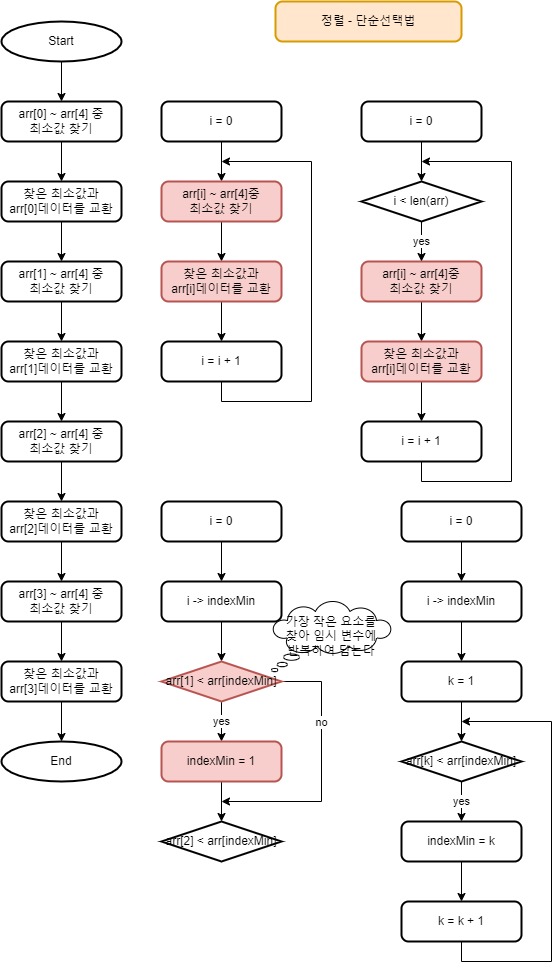 정렬 - 단순선택법
Start
arr[0] ~ arr[4] 중
최소값 찾기
찾은 최소값과
arr[0]데이터를 교환
arr[1] ~ arr[4] 중
최소값 찾기
찾은 최소값과
arr[1]데이터를 교환
arr[2] ~ arr[4] 중
최소값 찾기
찾은 최소값과
arr[2]데이터를 교환
arr[3] ~ arr[4] 중
최소값 찾기
찾은 최소값과
arr[3]데이터를 교환
End
i = 0
arr[i] ~ arr[4]중
최소값 찾기
찾은 최소값과
arr[i]데이터를 교환
i = i + 1
i = 0
i < len(arr)
yes
arr[i] ~ arr[4]중
최소값 찾기
찾은 최소값과
arr[i]데이터를 교환
i = i + 1
i = 0
i -> indexMin
가장 작은 요소를
찾아 임시 변수에
반복하여 담는다
arr[1] < arr[indexMin]
yes
no
indexMin = 1
arr[2] < arr[indexMin]
i = 0
i -> indexMin
k = 1
arr[k] < arr[indexMin]
yes
indexMin = k
k = k + 1